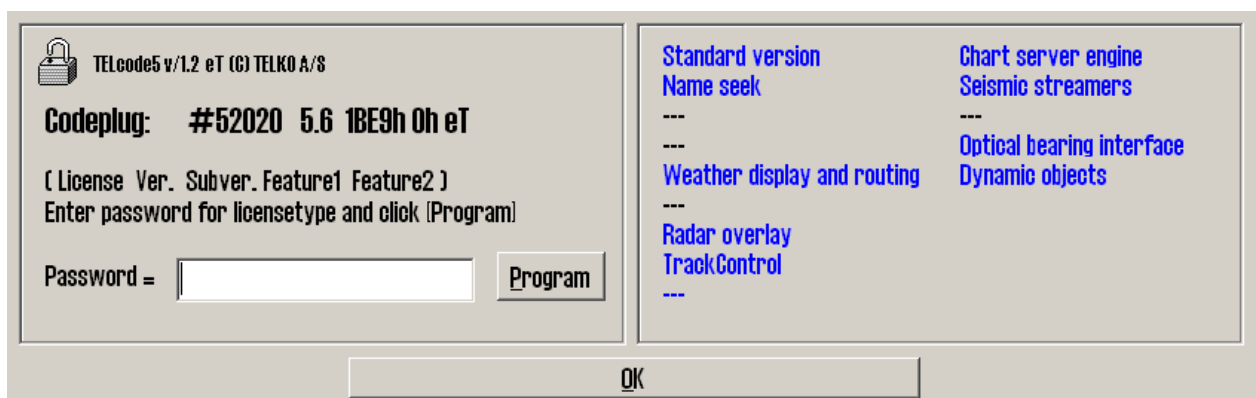 TELcode5 v/1.2 eT (C) TELKO A/S
Codeplug: #52020 5.6 1BE9h 0h eT
( License Ver. Subver. Feature1 Feature2 )
Enter password for licensetype and click [Program]
Password =
Program
Standard version
Name seek
---
---
Weather display and routing
---
Radar overlay
TrackControl
---
Chart server engine
Seismic streamers
---
Optical bearing interface
Dynamic objects
OK